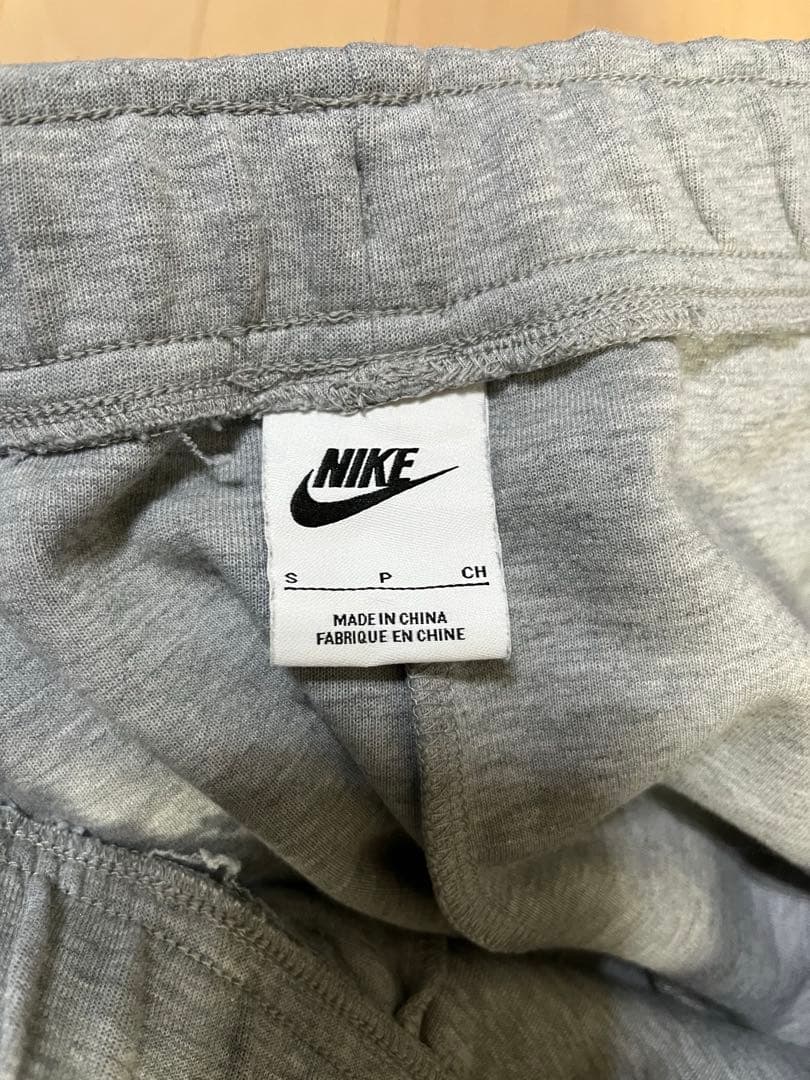 NIKE
S P CH
MADE IN CHINA
FABRIQUE EN CHINE